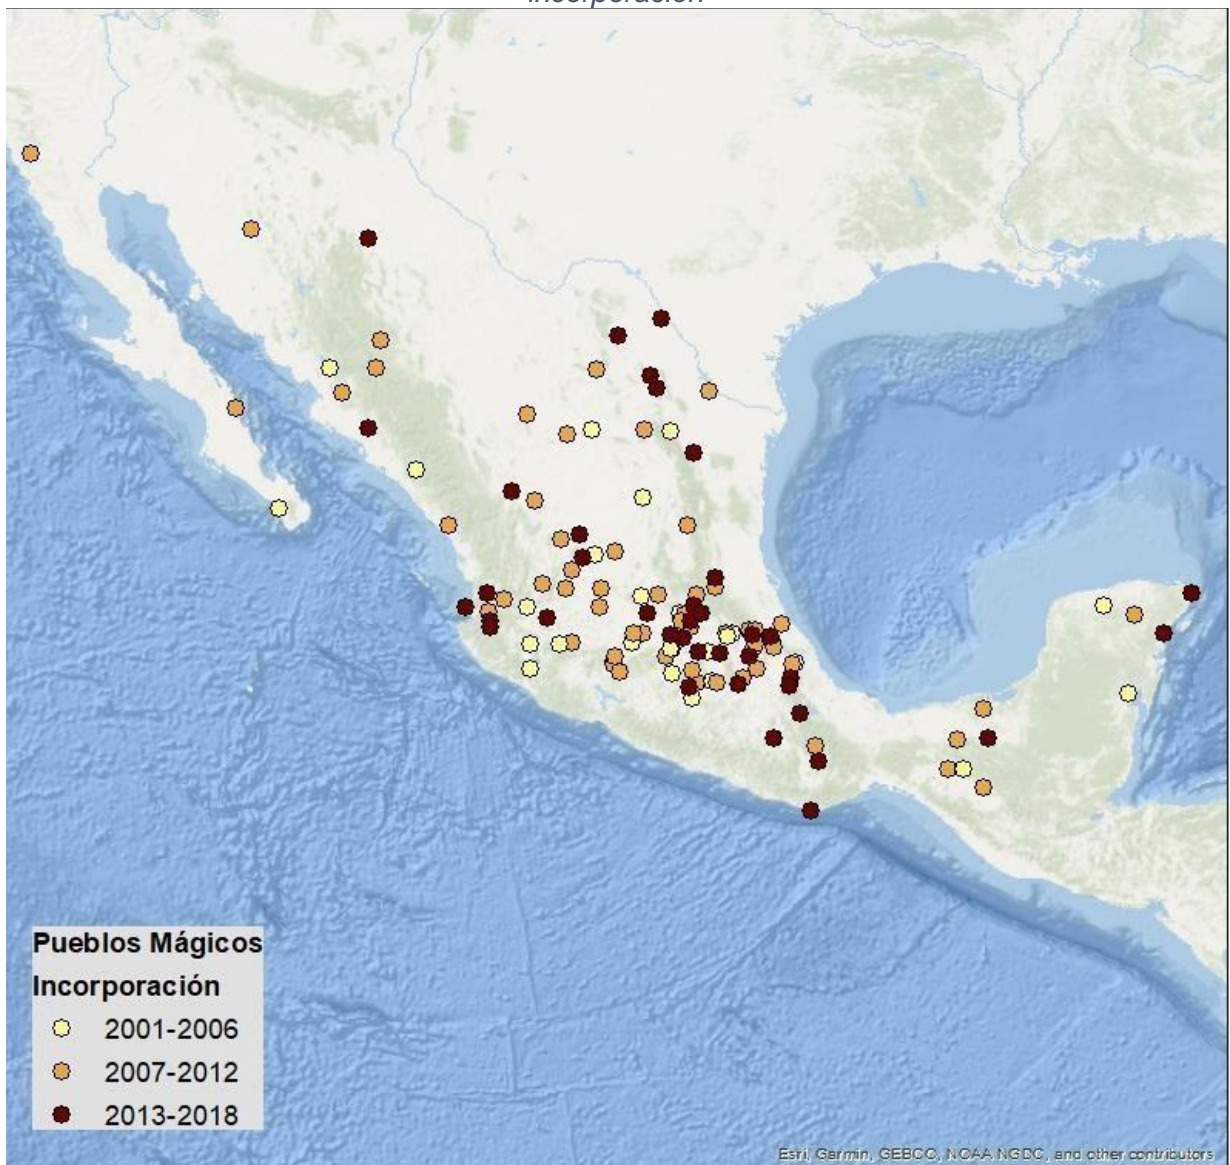 incorporación
Pueblos Mágicos
Incorporación
2001-2006
2007-2012
2013-2018
Esri, Garmin, GEBCO, NOAA NGDC, and other contributors